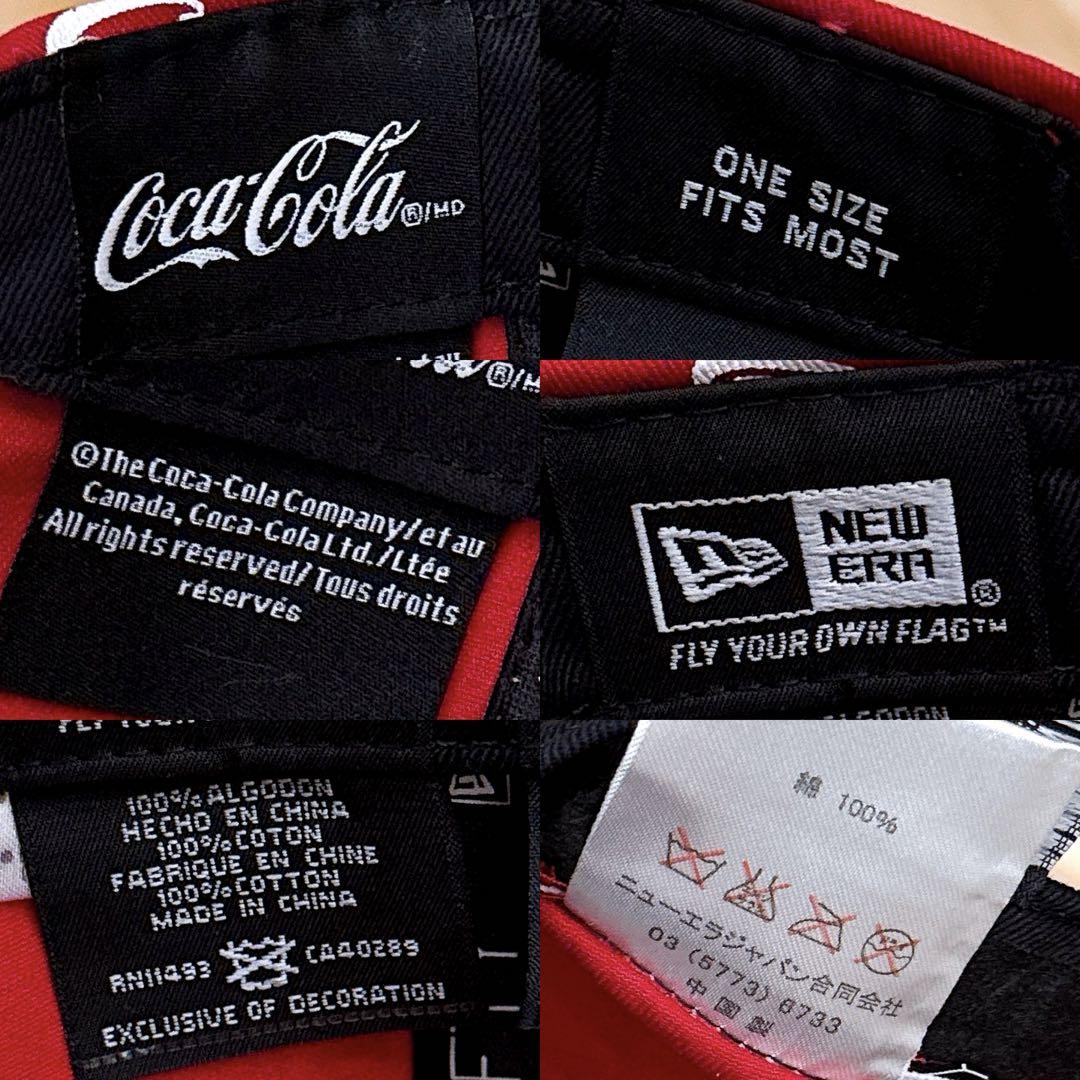 Coca-Cola®/MD
ONE SIZE
FITS MOST
®/M
©The Coca-Cola Company/et au
Canada, Coca-Cola Ltd./Ltée
All rights reserved/Tous droits
réservés
NEW
ERA
®
FLY YOUR OWN FLAG™
ALGODON
FLY YOUR
100% ALGODON
HECHO EN CHINA
100% COTON
FABRIQUE EN CHINE
100% COTTON
MADE IN CHINA
RN11493 CA40289
EXCLUSIVE OF DECORATION
綿 100%
ニューエラジャパン合同会社
03 (5773) 6733
中国製